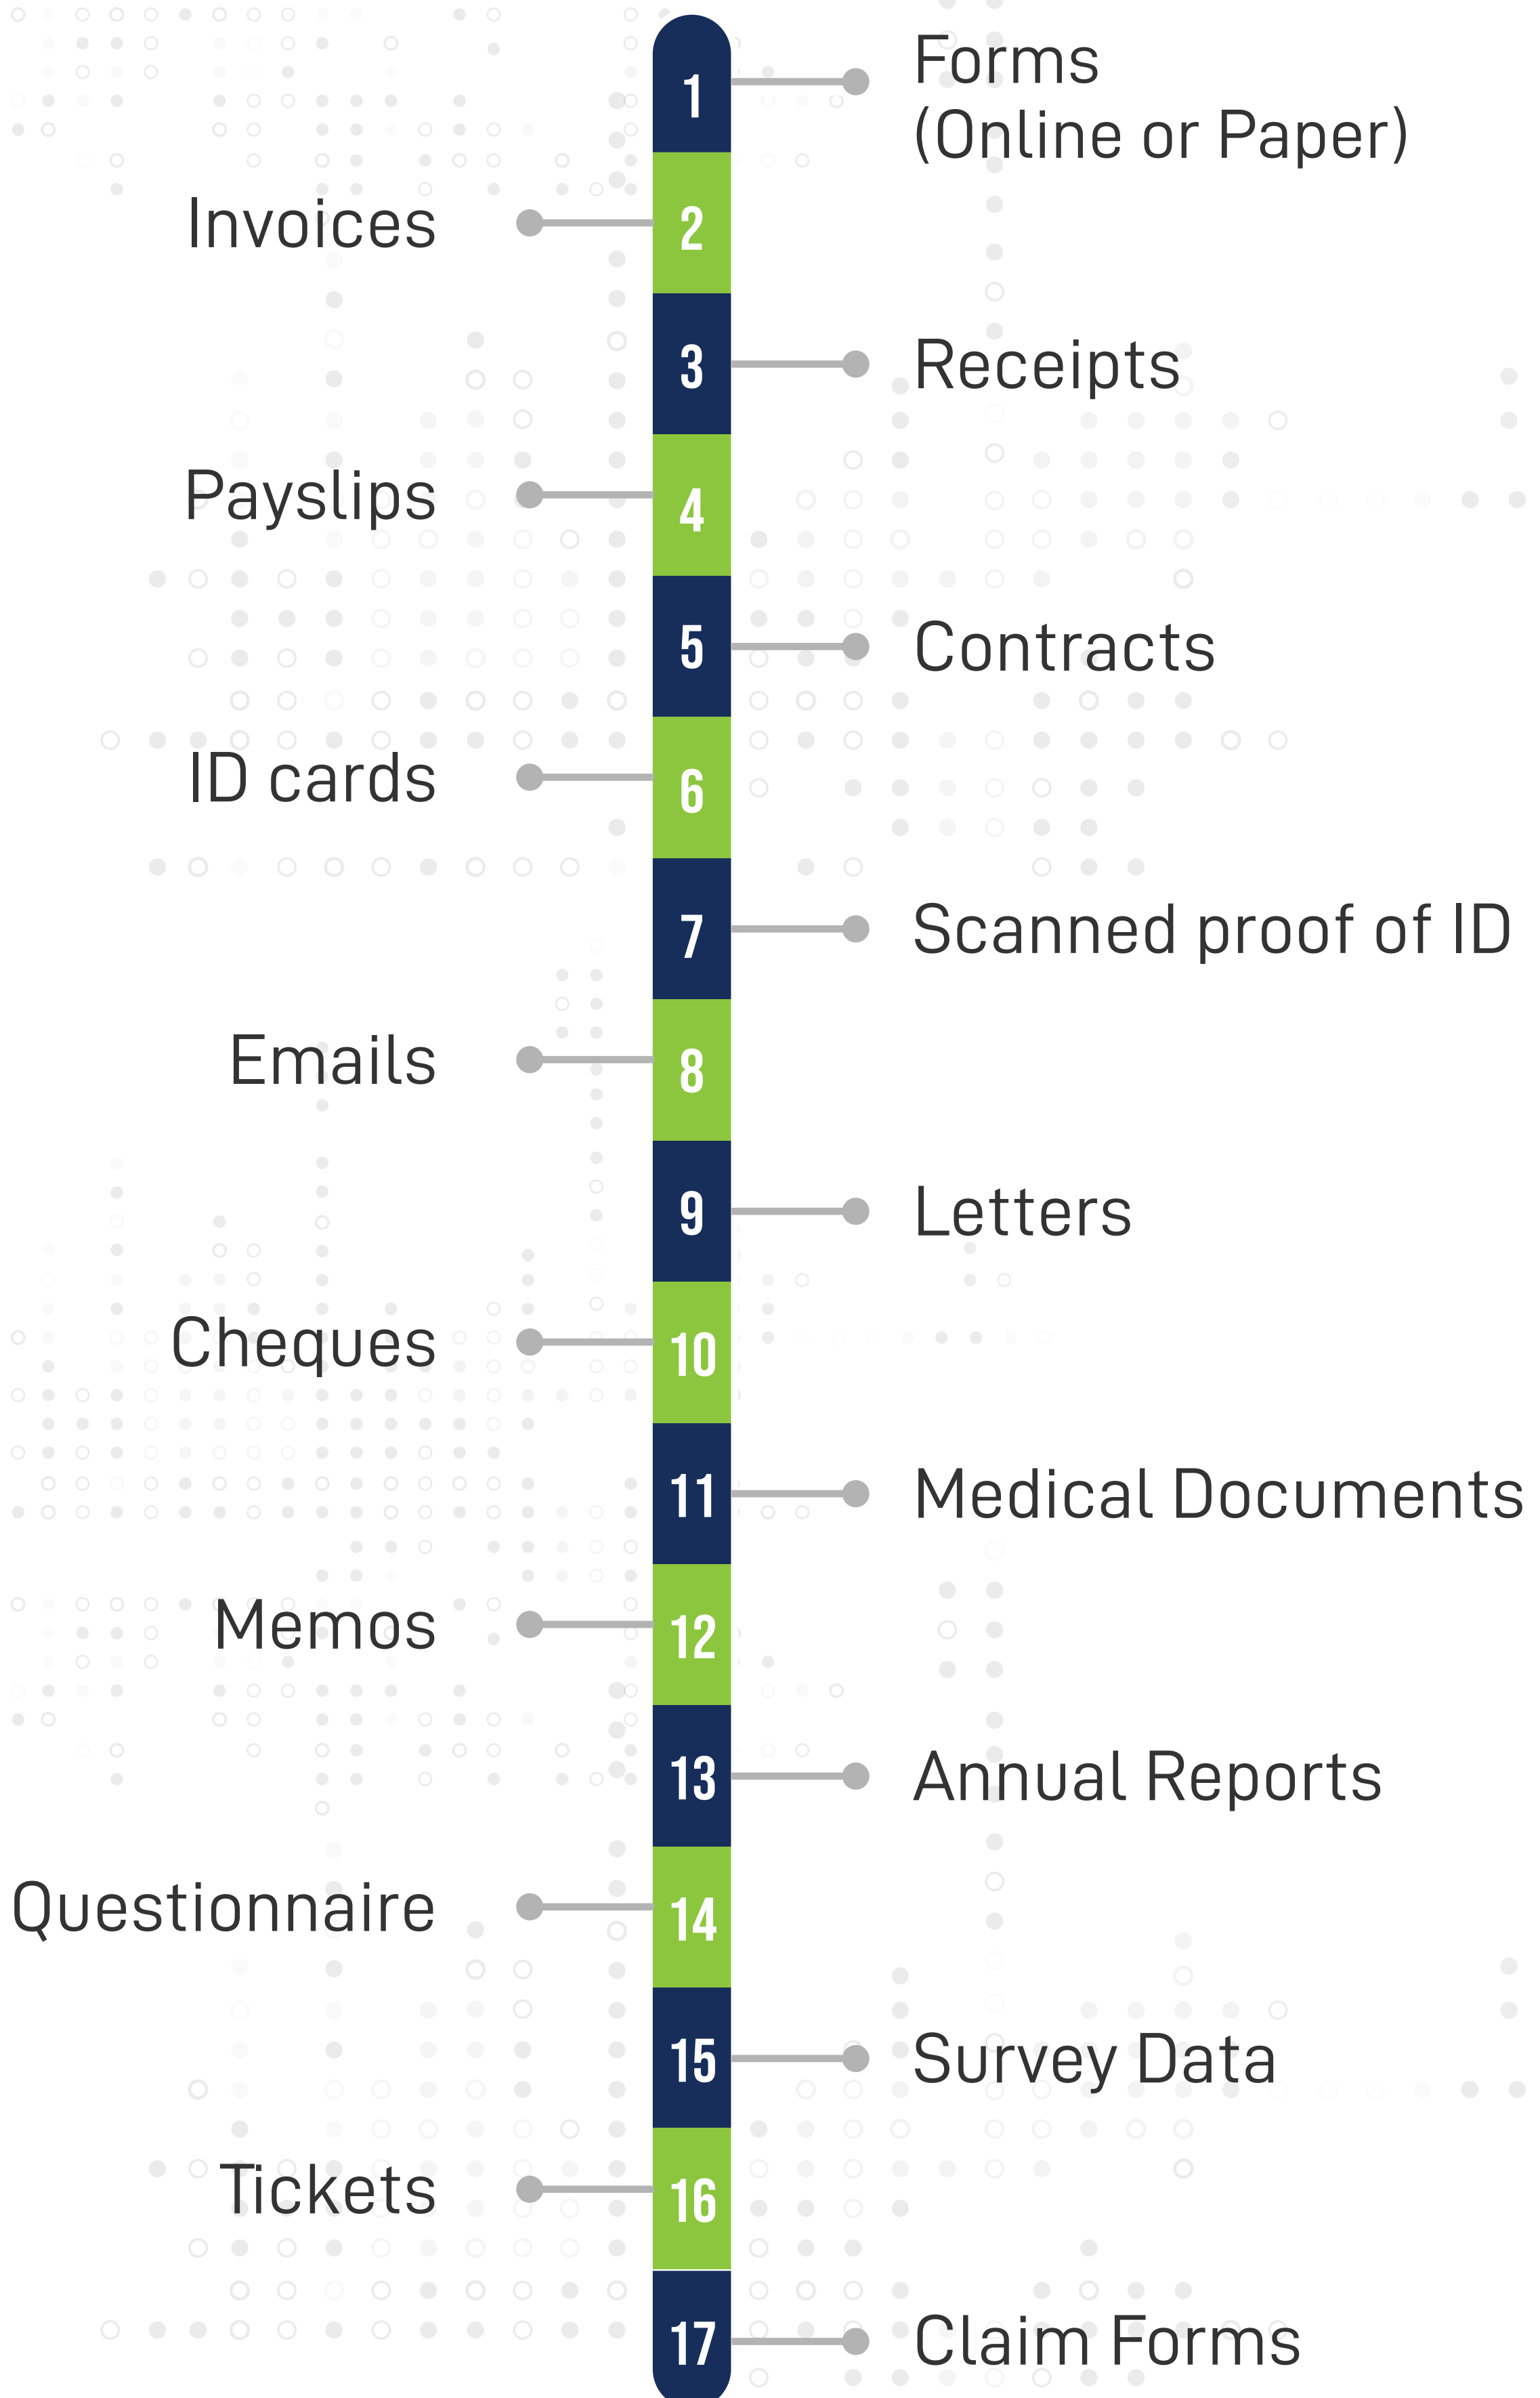 1
Forms
(Online or Paper)
Invoices
2
3
Receipts
Payslips
4
5
Contracts
ID cards
6
7
Scanned proof of ID
Emails
8
9
Letters
Cheques
10
11
Medical Documents
Memos
12
13
Annual Reports
Questionnaire
14
15
Survey Data
Tickets
16
17
Claim Forms